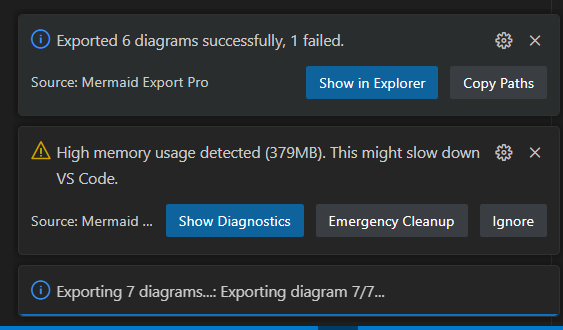 Exported 6 diagrams successfully, 1 failed.
Source: Mermaid Export Pro
Show in Explorer
Copy Paths
High memory usage detected (379MB). This might slow down
VS Code.
Source: Mermaid ...
Show Diagnostics
Emergency Cleanup
Ignore
Exporting 7 diagrams...: Exporting diagram 7/7...